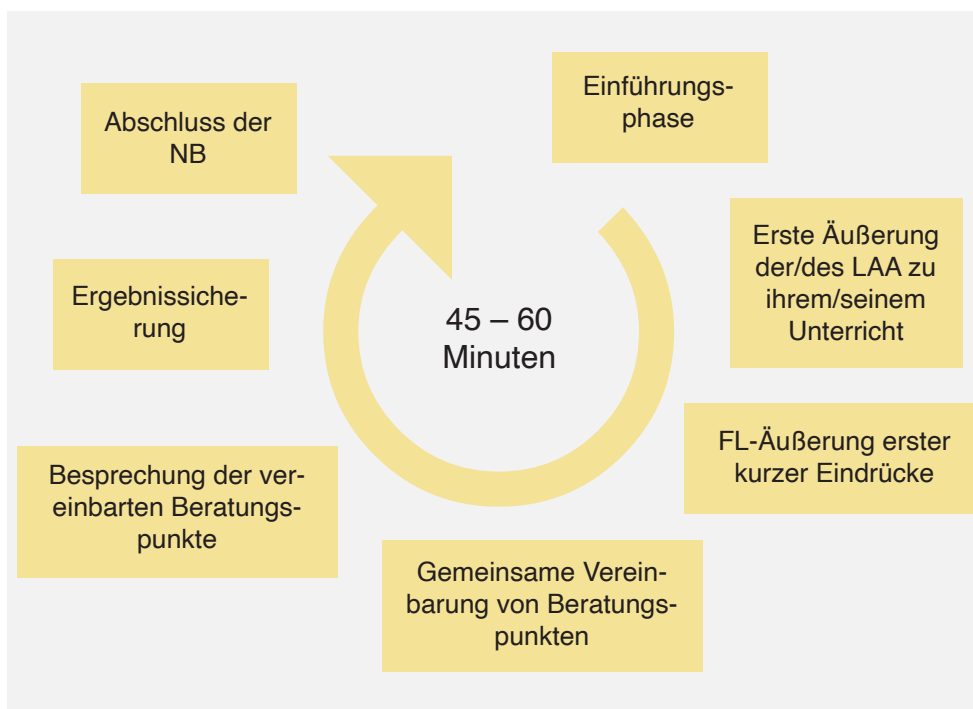 Einführungs-
phase
Erste Äußerung
der/des LAA zu
ihrem/seinem
Unterricht
FL-Äußerung erster
kurzer Eindrücke
Gemeinsame Verein-
barung von Beratungs-
punkten
Besprechung der ver-
einbarten Beratungs-
punkte
Ergebnissiche-
rung
Abschluss der
NB
45 – 60
Minuten